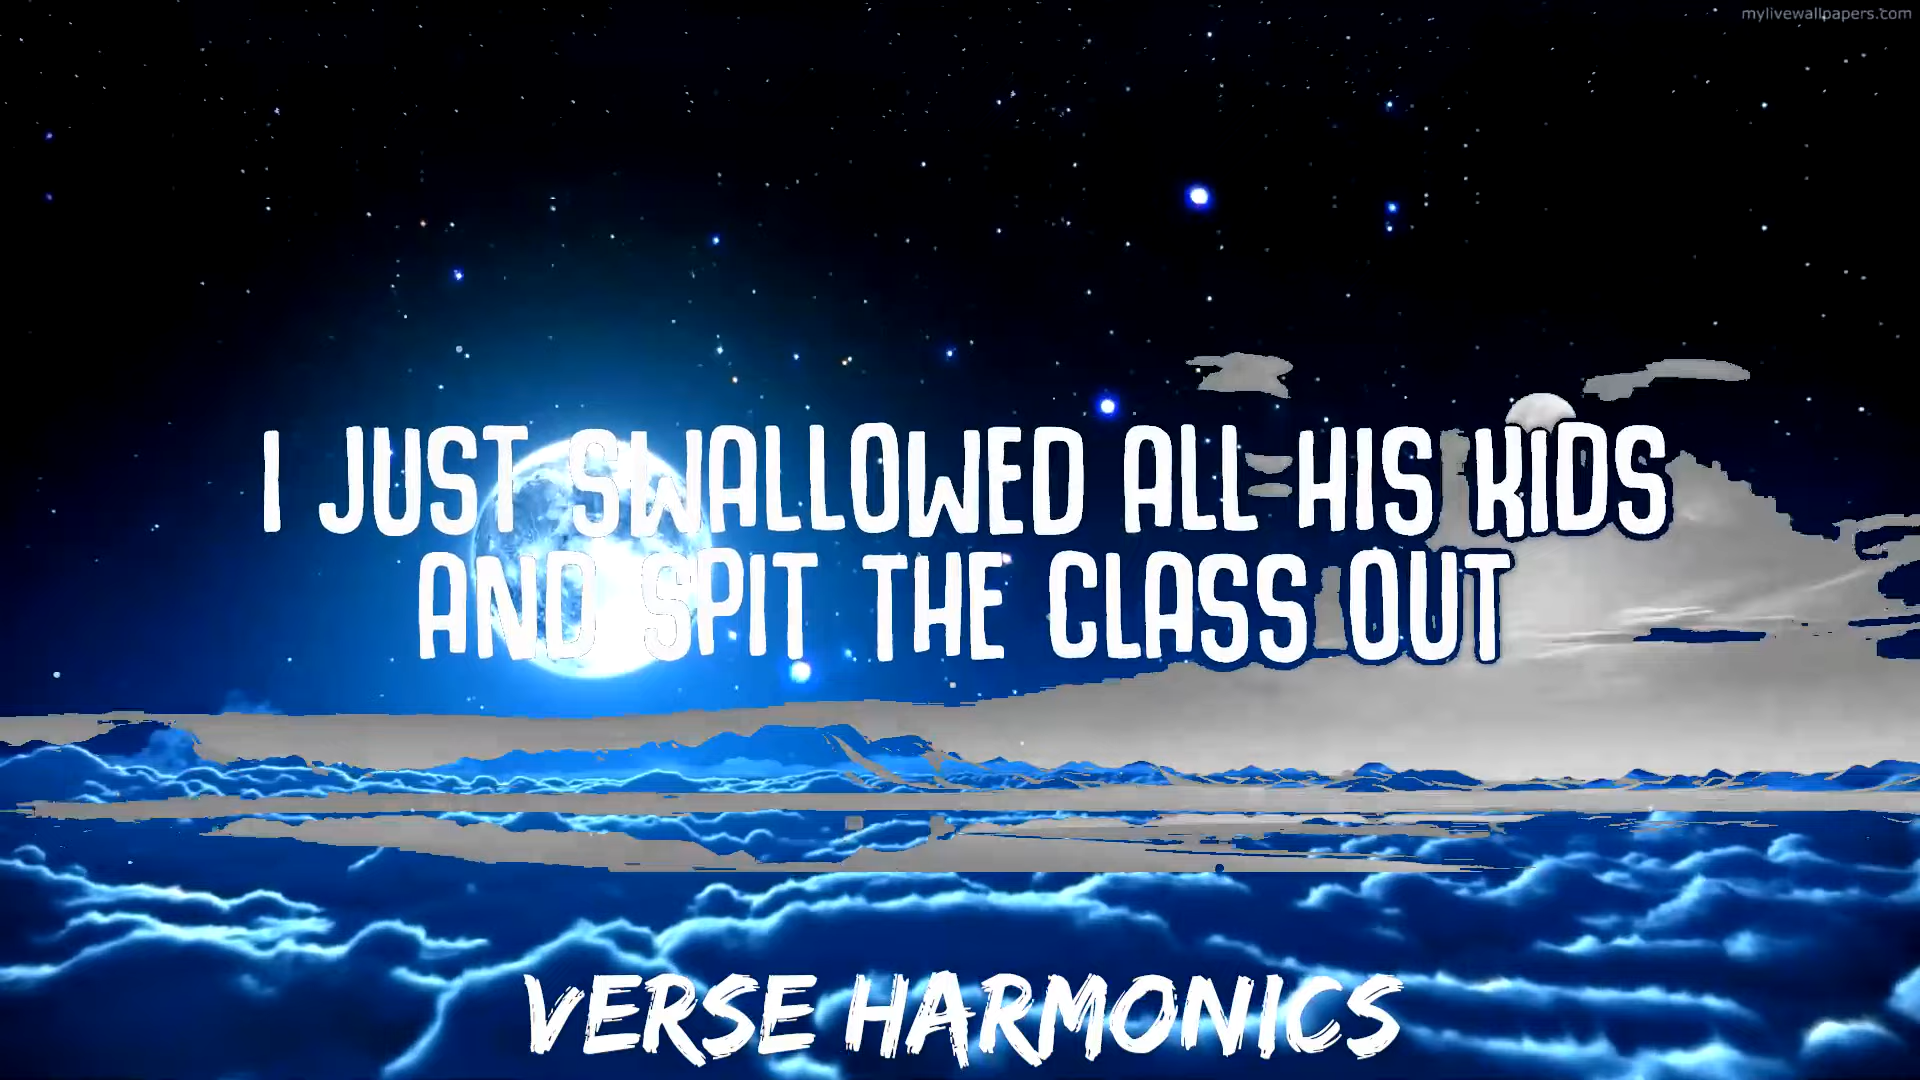 mylivewallpapers.com
I JUST SWALLOWED ALL HIS KIDS
AND SPIT THE CLASS OUT
VERSE HARMONICS